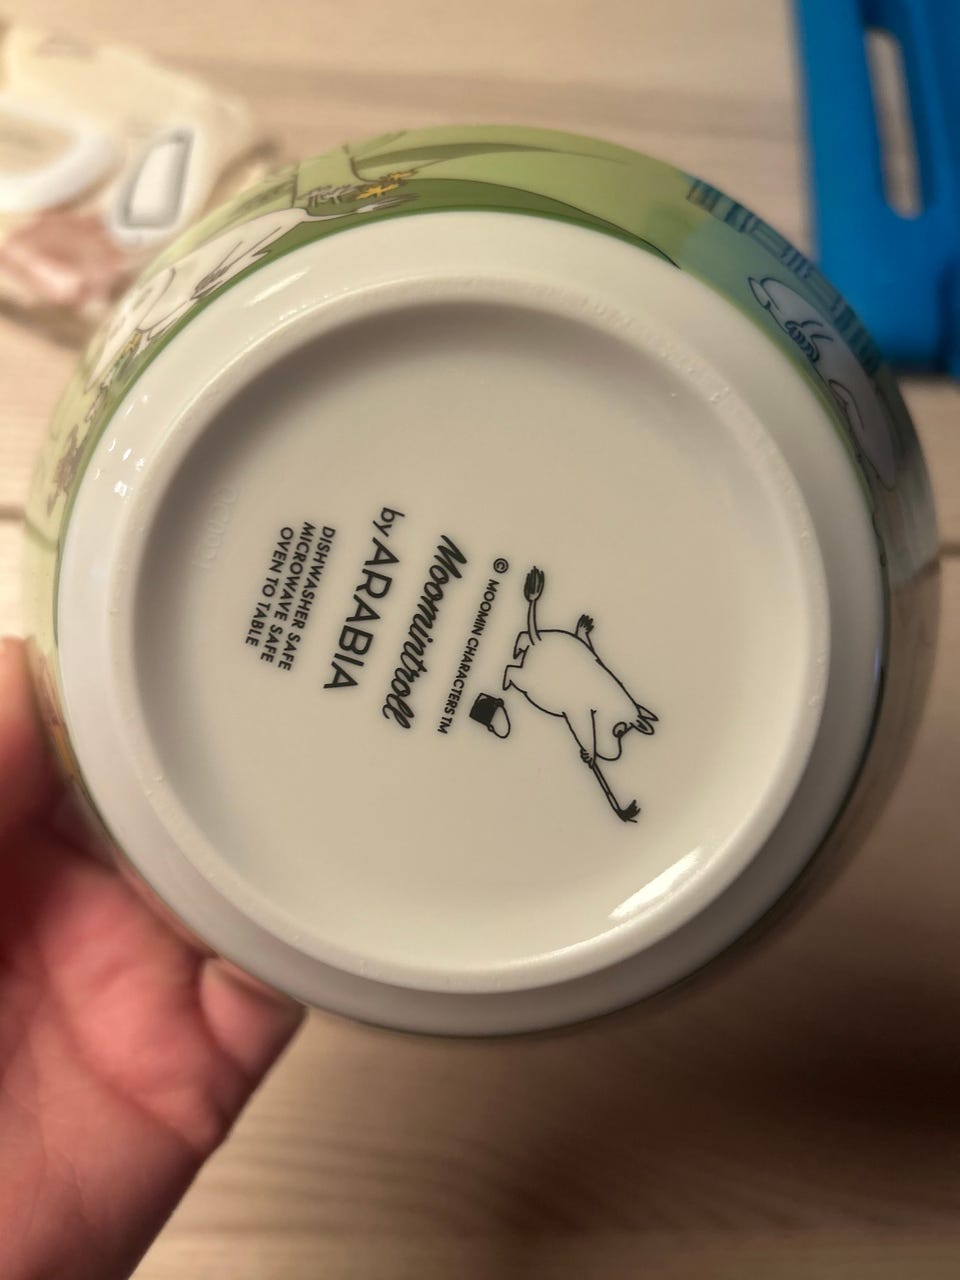 © MOOMIN CHARACTERS TM
Moomintroll
by ARABIA
DISHWASHER SAFE
MICROWAVE SAFE
OVEN TO TABLE